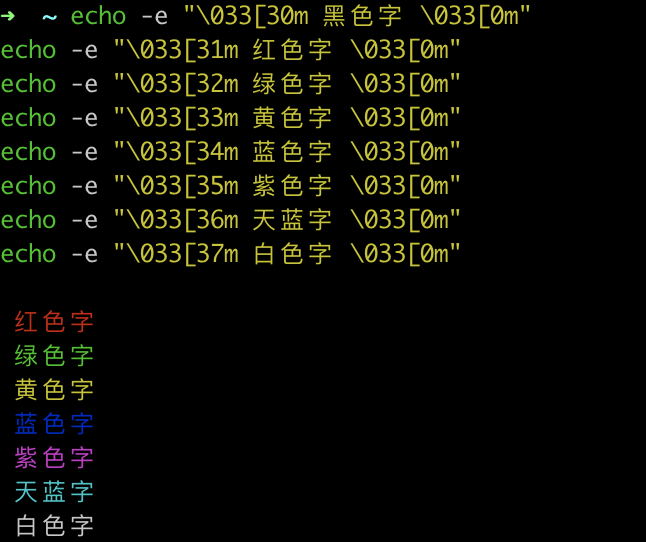 ➜ ~ echo -e "\033[30m 黑色字 \033[0m"
echo -e "\033[31m 红色字 \033[0m"
echo -e "\033[32m 绿色字 \033[0m"
echo -e "\033[33m 黄色字 \033[0m"
echo -e "\033[34m 蓝色字 \033[0m"
echo -e "\033[35m 紫色字 \033[0m"
echo -e "\033[36m 天蓝字 \033[0m"
echo -e "\033[37m 白色字 \033[0m"
红色字
绿色字
黄色字
蓝色字
紫色字
天蓝字
白色字